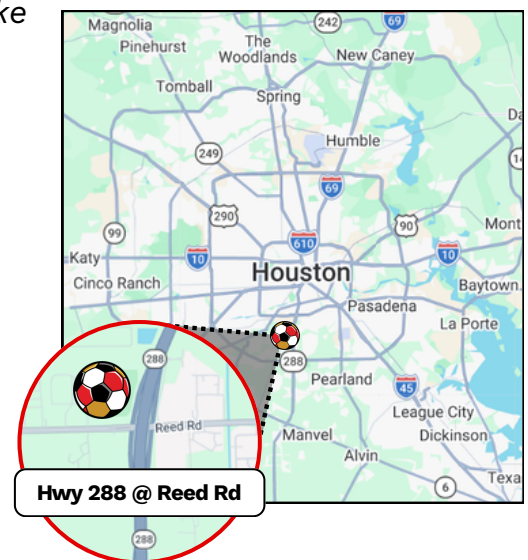 ke
Magnolia
242
69
Pinehurst
The
Woodlands
New Caney
Tomball
Spring
Humble
249
69
290
90
99
610
Mont
Katy
10
10
Houston
Cinco Ranch
Baytown
Pasadena
La Porte
288
288
Pearland
45
League City
Reed Rd
Manvel
Dickinson
Alvin
Texa
6
Hwy 288 @ Reed Rd
288